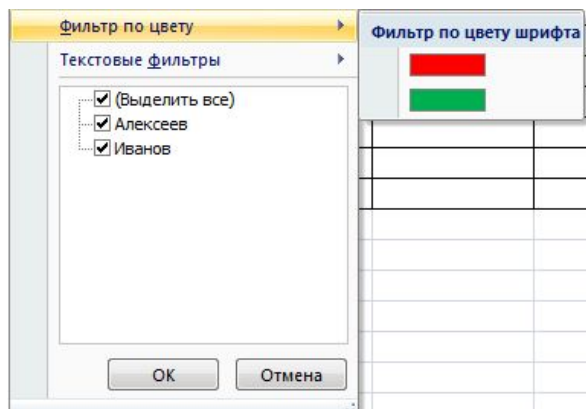 Фильтр по цвету
Фильтр по цвету шрифта
Текстовые фильтры
(Выделить все)
Алексеев
Иванов
ОК
Отмена